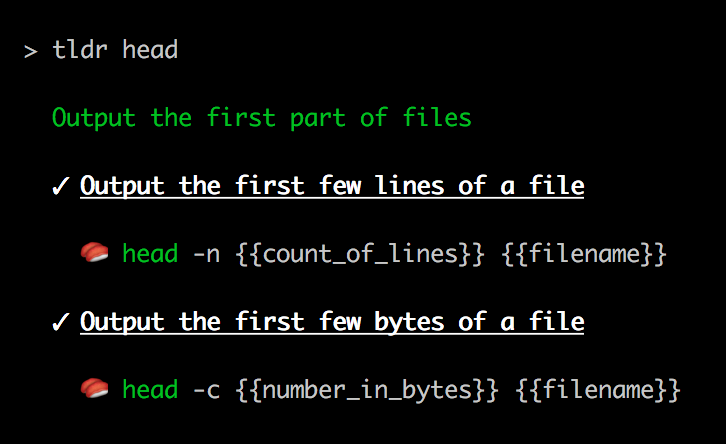 > tldr head
Output the first part of files
✓ Output the first few lines of a file
🍣 head -n {{count_of_lines}} {{filename}}
✓ Output the first few bytes of a file
🍣 head -c {{number_in_bytes}} {{filename}}